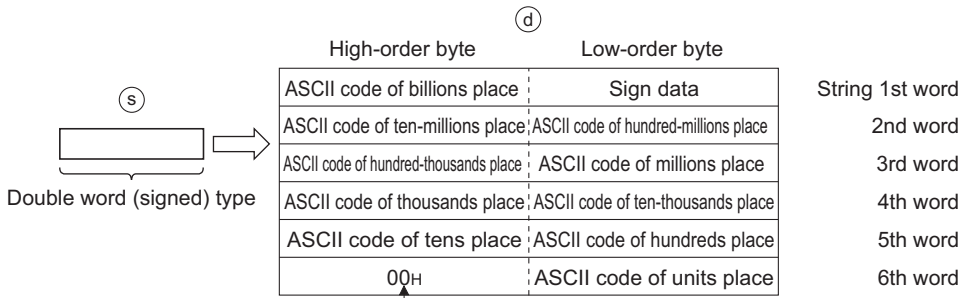 d
High-order byte Low-order byte
s
ASCII code of billions place Sign data String 1st word
ASCII code of ten-millions place ASCII code of hundred-millions place 2nd word
ASCII code of hundred-thousands place ASCII code of millions place 3rd word
Double word (signed) type
ASCII code of thousands place ASCII code of ten-thousands place 4th word
ASCII code of tens place ASCII code of hundreds place 5th word
00H ASCII code of units place 6th word